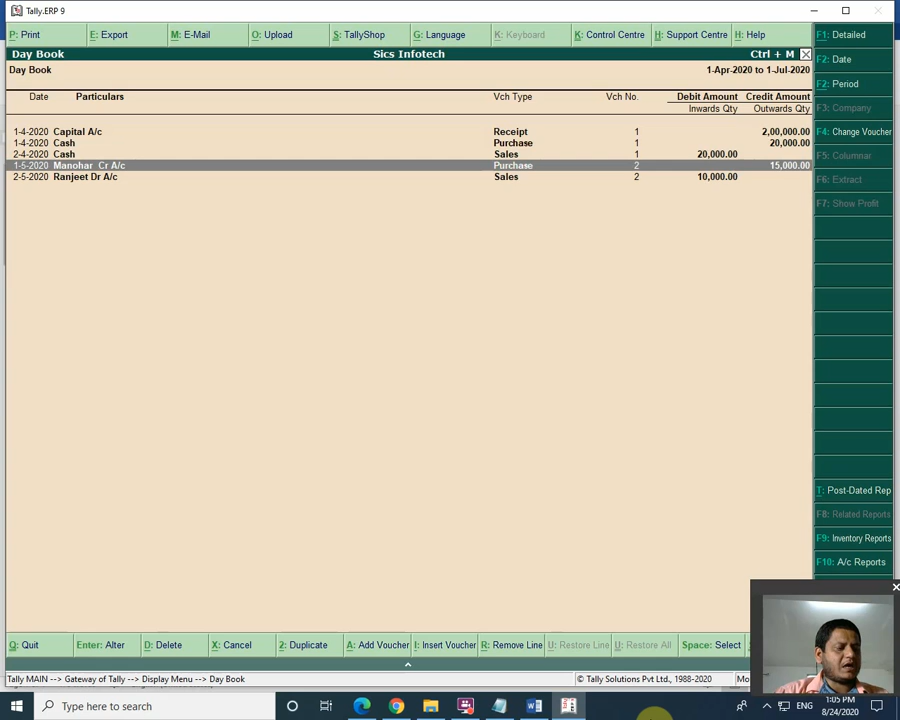 Tally.ERP 9
P: Print
E: Export
M: E-Mail
O: Upload
S: TallyShop
G: Language
K: Keyboard
K: Control Centre
H: Support Centre
H: Help
F1: Detailed
Day Book
Sics Infotech
Ctrl + M
F2: Date
Day Book
1-Apr-2020 to 1-Jul-2020
F2: Period
Date Particulars Vch Type Vch No. Debit Amount Credit Amount
Inwards Qty Outwards Qty
F3: Company
1-4-2020 Capital A/c Receipt 1 2,00,000.00
F4: Change Voucher
1-4-2020 Cash Purchase 1 20,000.00
2-4-2020 Cash Sales 1 20,000.00
F5: Columnar
1-5-2020 Manohar Cr A/c Purchase 2 15,000.00
2-5-2020 Ranjeet Dr A/c Sales 2 10,000.00
F6: Extract
F7: Show Profit
T: Post-Dated Rep
F8: Related Reports
F9: Inventory Reports
F10: A/c Reports
Q: Quit
Enter: Alter
D: Delete
X: Cancel
2: Duplicate
A: Add Voucher
I: Insert Voucher
R: Remove Line
U: Restore Line
U: Restore All
Space: Select
Tally MAIN --> Gateway of Tally --> Display Menu --> Day Book
© Tally Solutions Pvt Ltd., 1988-2020
Mo
Type here to search
ENG
1:05 PM
8/24/2020